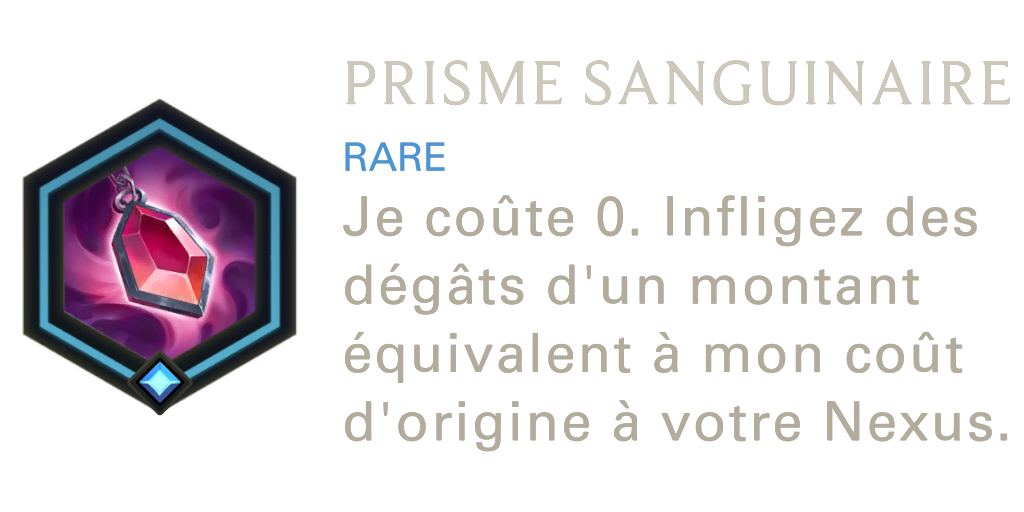 PRISME SANGUINAIRE
RARE
Je coûte 0. Infligez des
dégâts d'un montant
équivalent à mon coût
d'origine à votre Nexus.